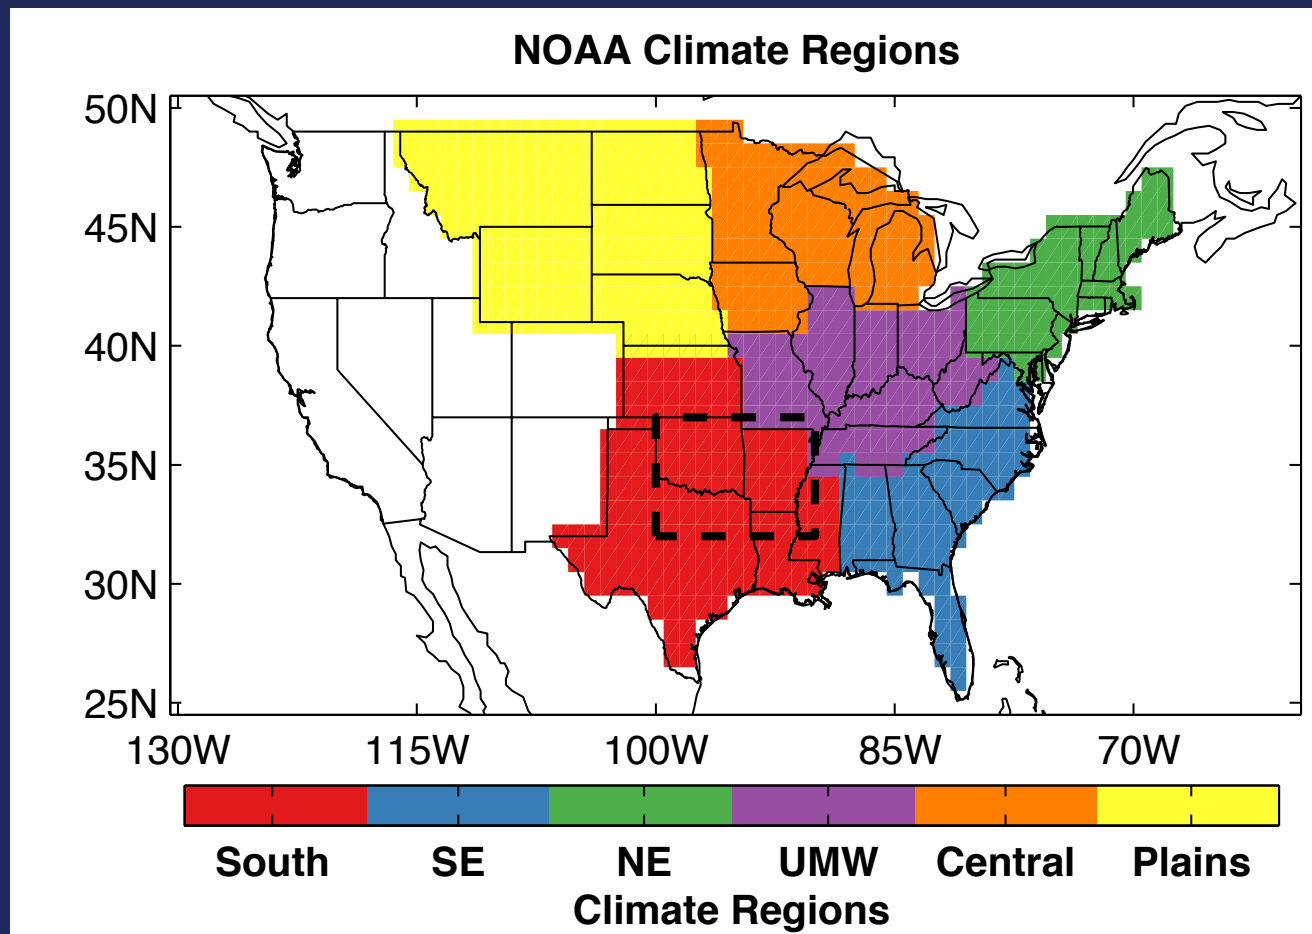 NOAA Climate Regions
50N
45N
40N
35N
30N
25N
130W 115W 100W 85W 70W
South SE NE UMW Central Plains
Climate Regions